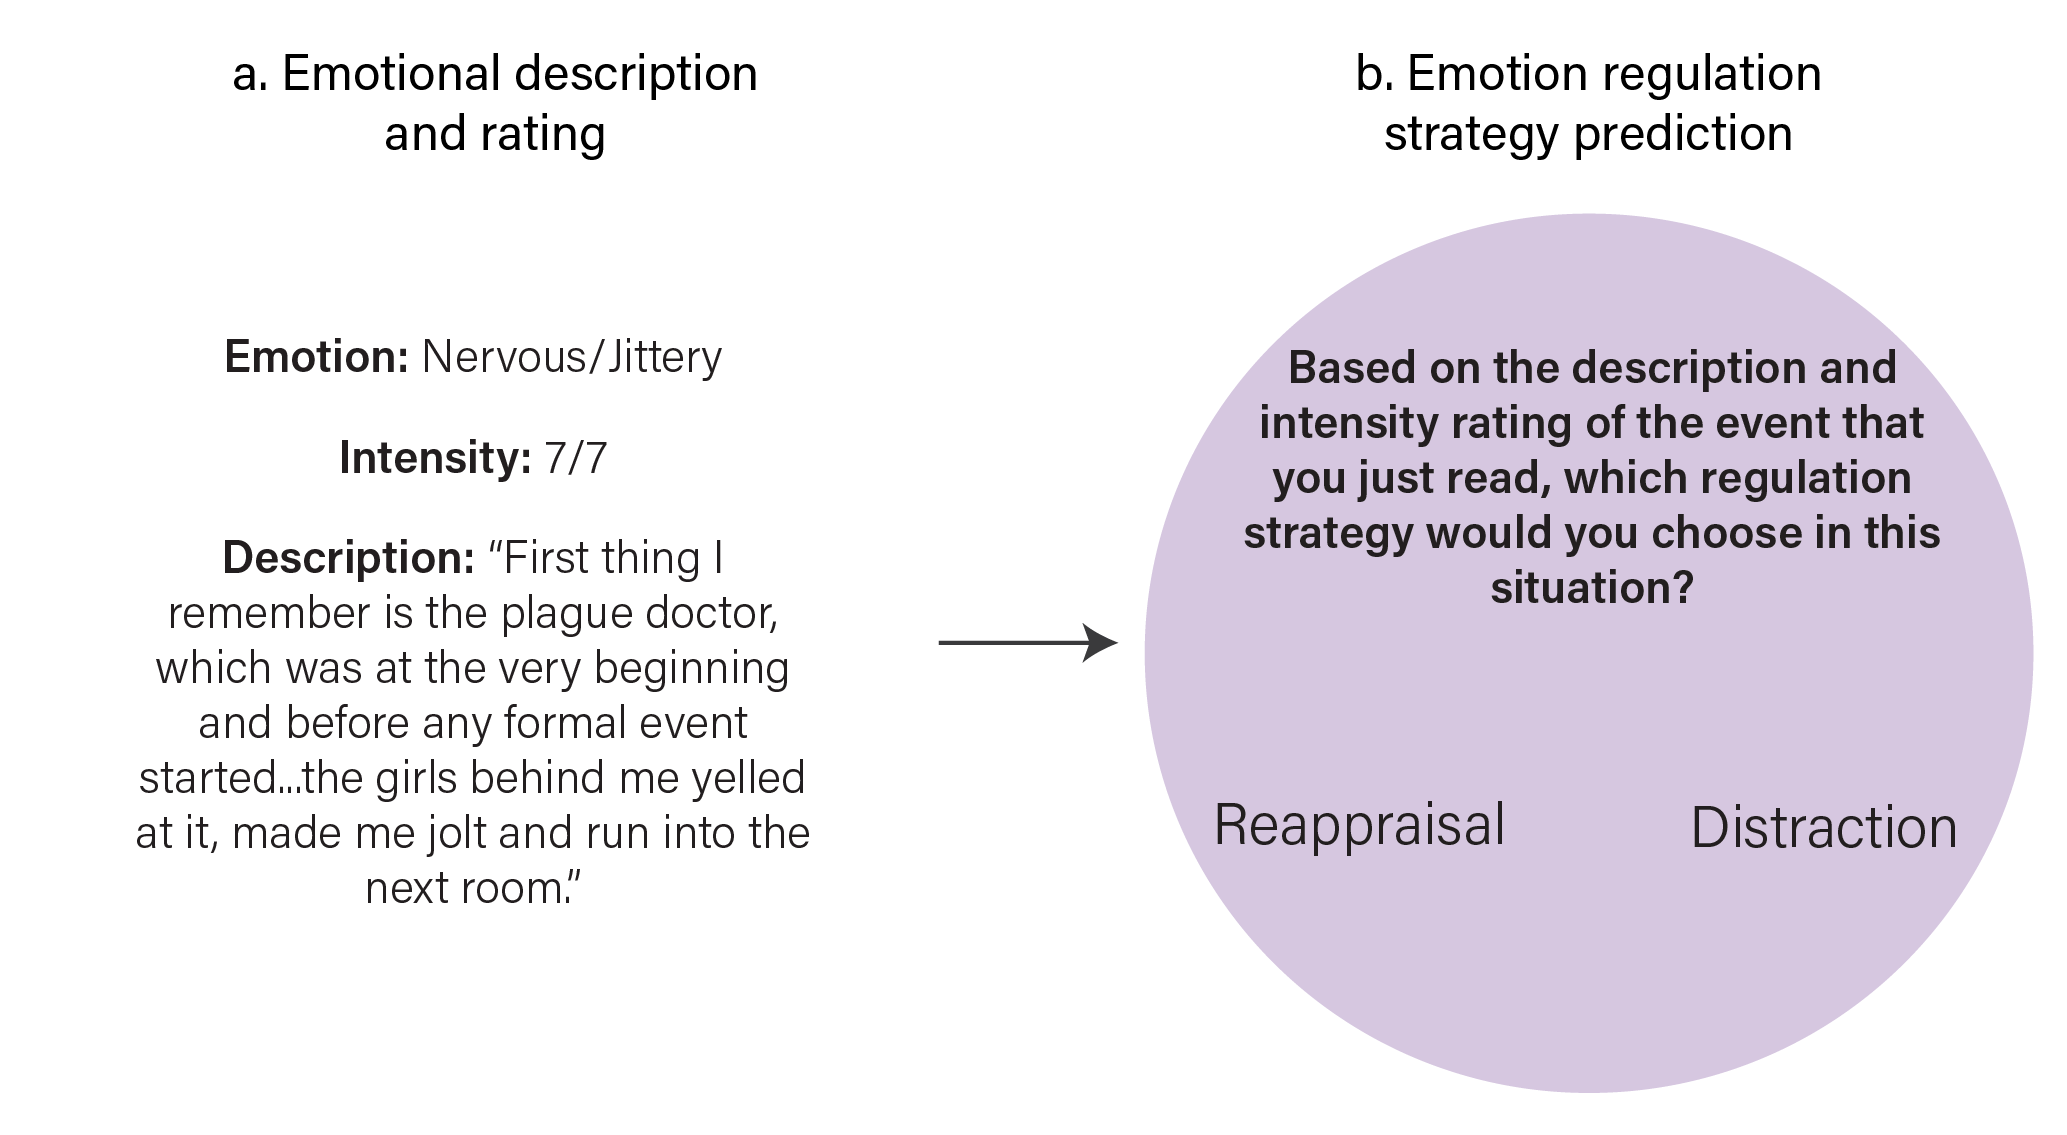 a. Emotional description
and rating
Emotion: Nervous/Jittery
Intensity: 7/7
Description: “First thing I
remember is the plague doctor,
which was at the very beginning
and before any formal event
started...the girls behind me yelled
at it, made me jolt and run into the
next room.”
b. Emotion regulation
strategy prediction
Based on the description and
intensity rating of the event that
you just read, which regulation
strategy would you choose in this
situation?
Reappraisal
Distraction